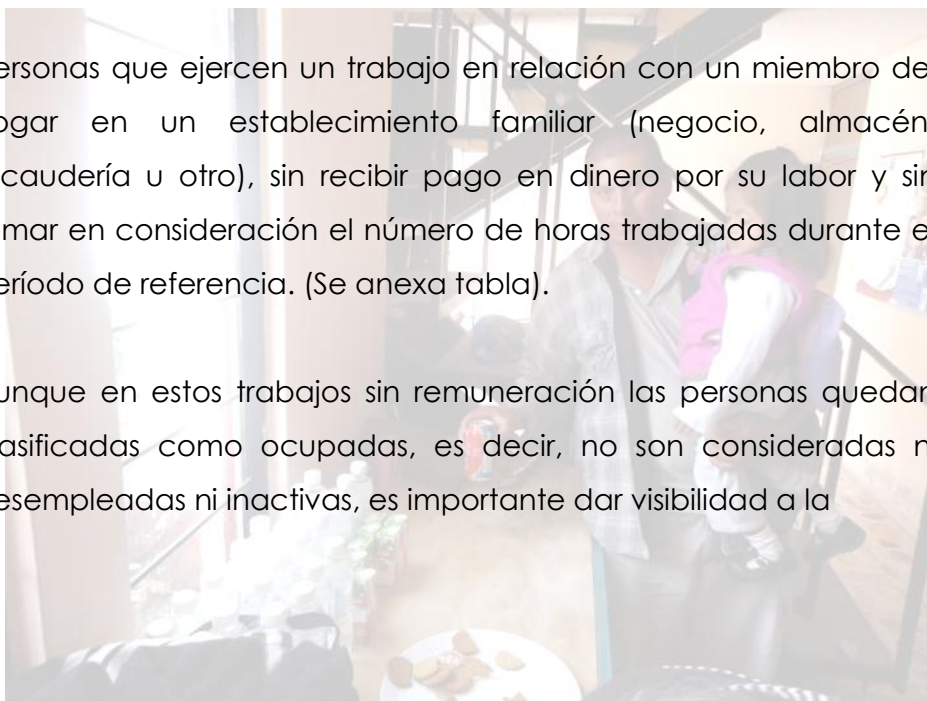 ersonas que ejercen un trabajo en relación con un miembro de
ogar en un establecimiento familiar (negocio, almacén
caudería u otro), sin recibir pago en dinero por su labor y sin
mar en consideración el número de horas trabajadas durante e
eríodo de referencia. (Se anexa tabla).
unque en estos trabajos sin remuneración las personas quedan
asificadas como ocupadas, es decir, no son consideradas n
esempleadas ni inactivas, es importante dar visibilidad a la